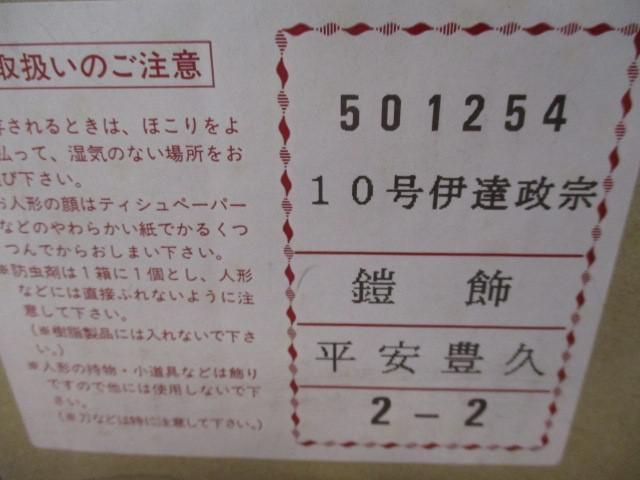 取扱いのご注意
されるときは、ほこりをよ
払って、湿気のない場所をお
び下さい。
お人形の顔はティシュペーパー
などのやわらかい紙でかるくつ
つんでからおしまい下さい。
※防虫剤は1箱に1個とし、人形
などには直接ふれないように注
意して下さい。
(※樹脂製品には入れないで下さ
い。)
※人形の持物・小道具などは飾り
ですので他には使用しないで下
さい。
(※刀などは特に注意して下さい。)
501254
10号伊達政宗
鎧 飾
平安豊久
2-2